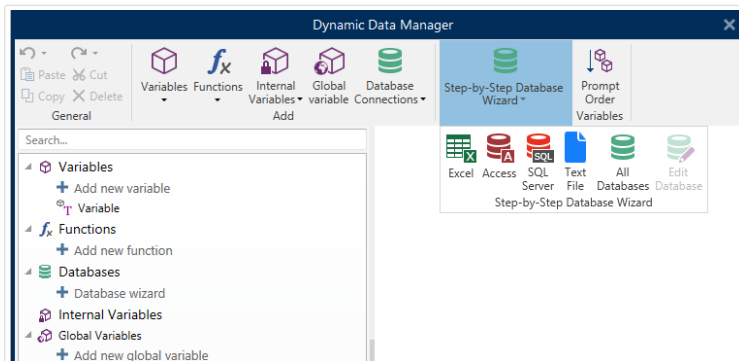 Dynamic Data Manager
Paste Cut
Copy Delete
General
Variables Functions Internal Variables Global variable Database Connections
Add
Step-by-Step Database Wizard
Prompt Order
Variables
Search...
Excel Access SQL Server Text File All Databases Edit Database
Step-by-Step Database Wizard
Variables
Add new variable
Variable
Functions
Add new function
Databases
Database wizard
Internal Variables
Global Variables
Add new global variable